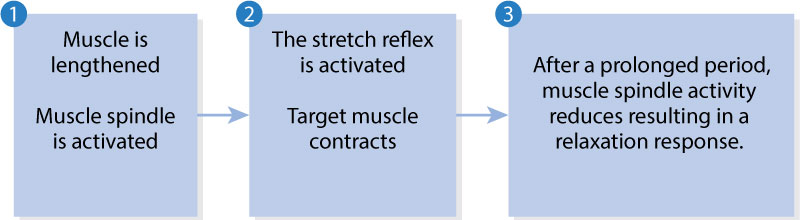 1
Muscle is
lengthened
Muscle spindle
is activated
2
The stretch reflex
is activated
Target muscle
contracts
3
After a prolonged period,
muscle spindle activity
reduces resulting in a
relaxation response.